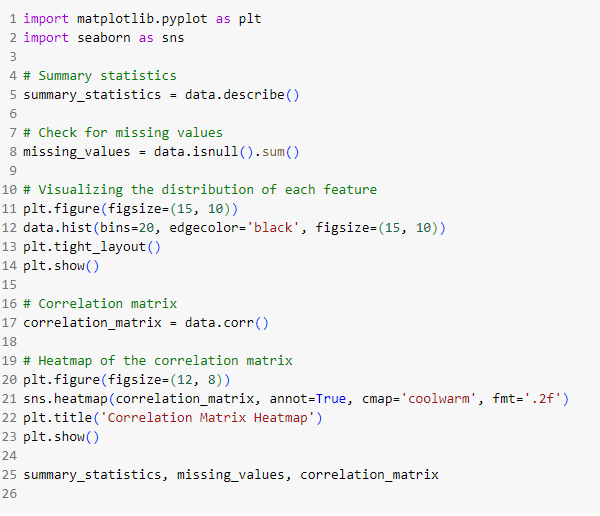 1 import matplotlib.pyplot as plt
2 import seaborn as sns
3
4 # Summary statistics
5 summary_statistics = data.describe()
6
7 # Check for missing values
8 missing_values = data.isnull().sum()
9
10 # Visualizing the distribution of each feature
11 plt.figure(figsize=(15, 10))
12 data.hist(bins=20, edgecolor='black', figsize=(15, 10))
13 plt.tight_layout()
14 plt.show()
15
16 # Correlation matrix
17 correlation_matrix = data.corr()
18
19 # Heatmap of the correlation matrix
20 plt.figure(figsize=(12, 8))
21 sns.heatmap(correlation_matrix, annot=True, cmap='coolwarm', fmt='.2f')
22 plt.title('Correlation Matrix Heatmap')
23 plt.show()
24
25 summary_statistics, missing_values, correlation_matrix
26